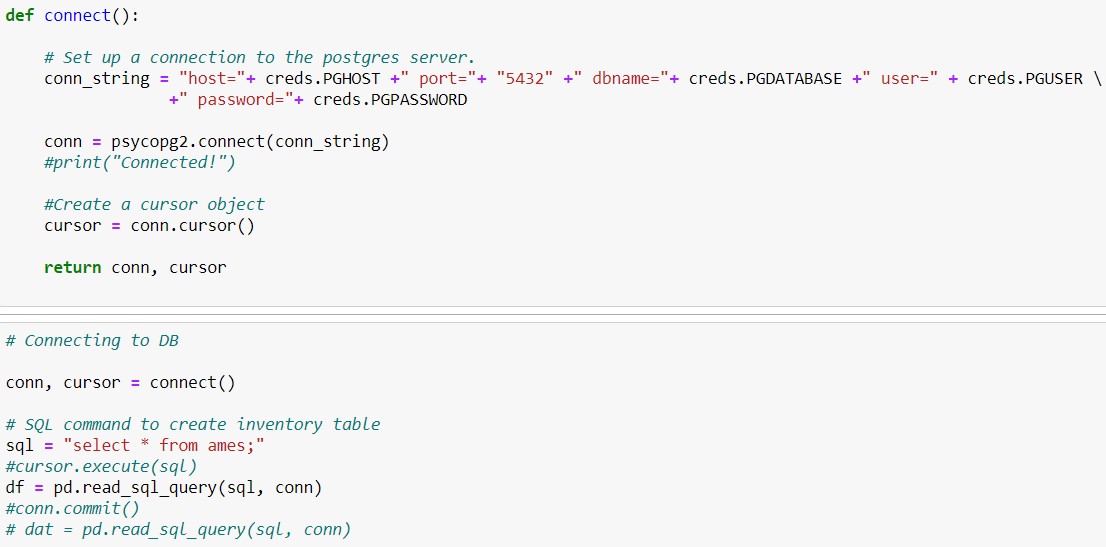 def connect():
# Set up a connection to the postgres server.
conn_string = "host="+ creds.PGHOST +" port="+ "5432" +" dbname="+ creds.PGDATABASE +" user=" + creds.PGUSER \
+" password="+ creds.PGPASSWORD
conn = psycopg2.connect(conn_string)
#print("Connected!")
#Create a cursor object
cursor = conn.cursor()
return conn, cursor
# Connecting to DB
conn, cursor = connect()
# SQL command to create inventory table
sql = "select * from ames;"
#cursor.execute(sql)
df = pd.read_sql_query(sql, conn)
#conn.commit()
# dat = pd.read_sql_query(sql, conn)